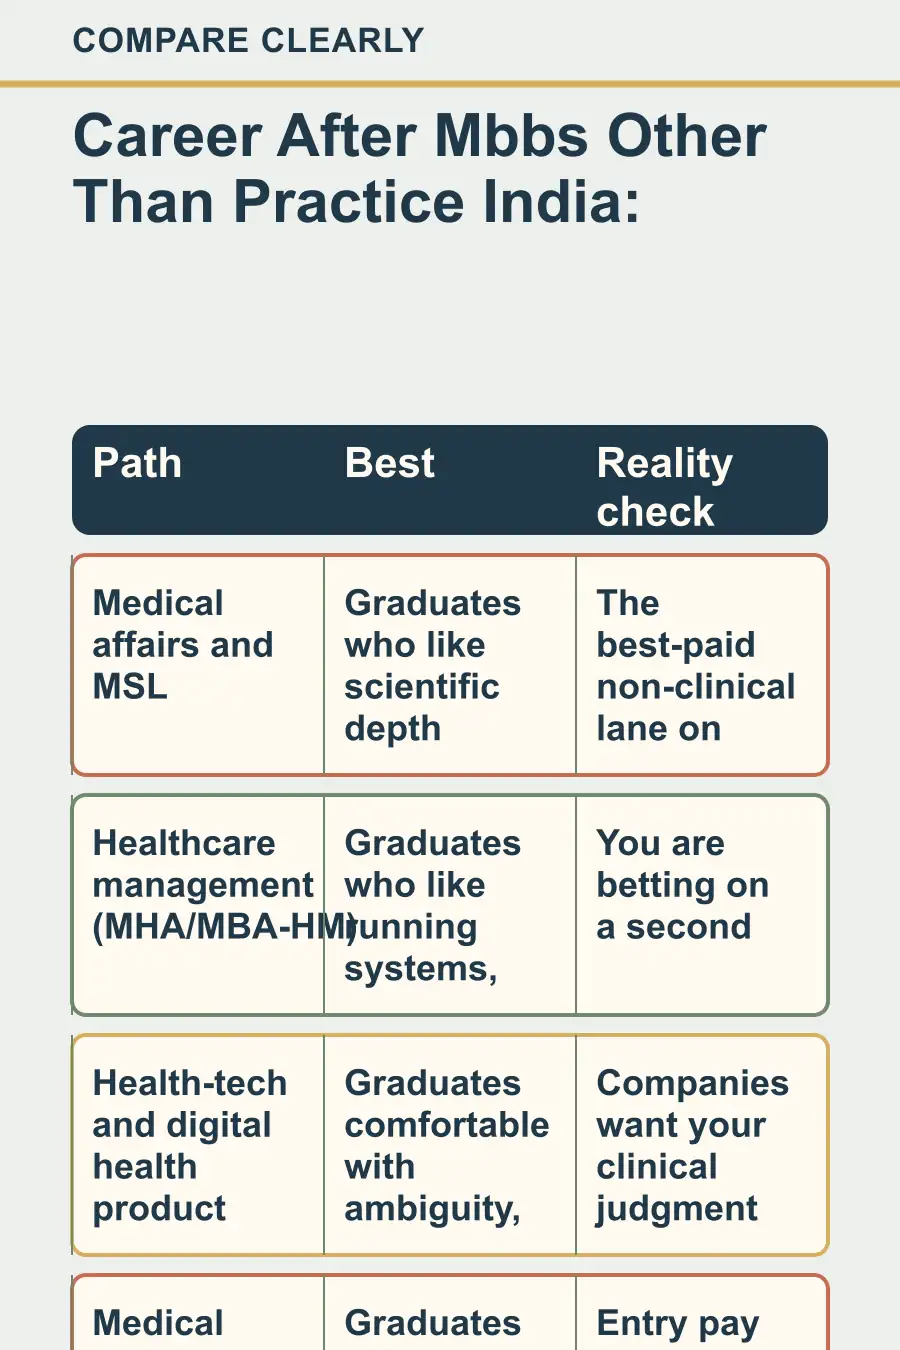 COMPARE CLEARLY
Career After Mbbs Other
Than Practice India:
Path
Best
Reality
check
Medical
affairs and
MSL
Graduates
who like
scientific
depth
The
best-paid
non-clinical
lane on
Healthcare
management
(MHA/MBA-HM)
Graduates
who like
running
systems,
You are
betting on
a second
Health-tech
and digital
health
product
Graduates
comfortable
with
ambiguity,
Companies
want your
clinical
judgment
Medical
Graduates
Entry pay